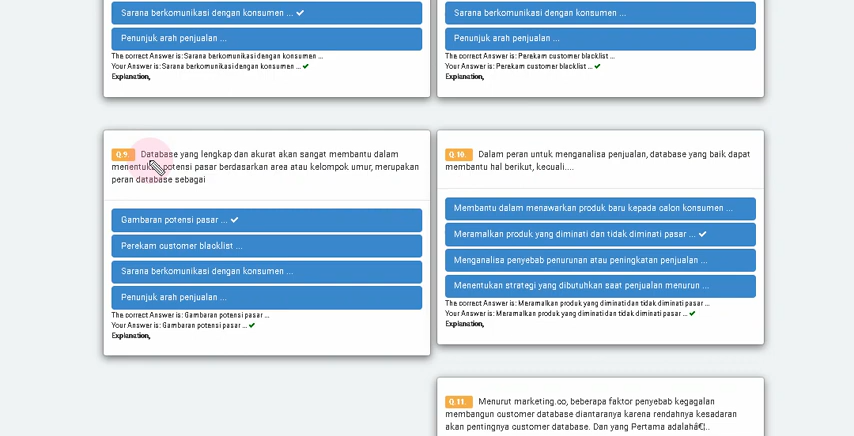 Sarana berkomunikasi dengan konsumen ... ✔
Penunjuk arah penjualan ...
The correct Answer is: Sarana berkomunikasi dengan konsumen ...
Your Answer is: Sarana berkomunikasi dengan konsumen ... ✔
Explanation,
Sarana berkomunikasi dengan konsumen ...
Penunjuk arah penjualan ...
The correct Answer is: Perekam customer blacklist ...
Your Answer is: Perekam customer blacklist ... ✔
Explanation,
Q.9. Database yang lengkap dan akurat akan sangat membantu dalam
menentukan potensi pasar berdasarkan area atau kelompok umur, merupakan
peran database sebagai
Gambaran potensi pasar ... ✔
Perekam customer blacklist ...
Sarana berkomunikasi dengan konsumen ...
Penunjuk arah penjualan ...
The correct Answer is: Gambaran potensi pasar ...
Your Answer is: Gambaran potensi pasar ... ✔
Explanation,
Q.10. Dalam peran untuk menganalisa penjualan, database yang baik dapat
membantu hal berikut, kecuali....
Membantu dalam menawarkan produk baru kepada calon konsumen ...
Meramalkan produk yang diminati dan tidak diminati pasar ... ✔
Menganalisa penyebab penurunan atau peningkatan penjualan ...
Menentukan strategi yang dibutuhkan saat penjualan menurun ...
The correct Answer is: Meramalkan produk yang diminati dan tidak diminati pasar ...
Your Answer is: Meramalkan produk yang diminati dan tidak diminati pasar ... ✔
Explanation,
Q.11. Menurut marketing.co, beberapa faktor penyebab kegagalan
membangun customer database diantaranya karena rendahnya kesadaran
akan pentingnya customer database. Dan yang Pertama adalahâ€¦..